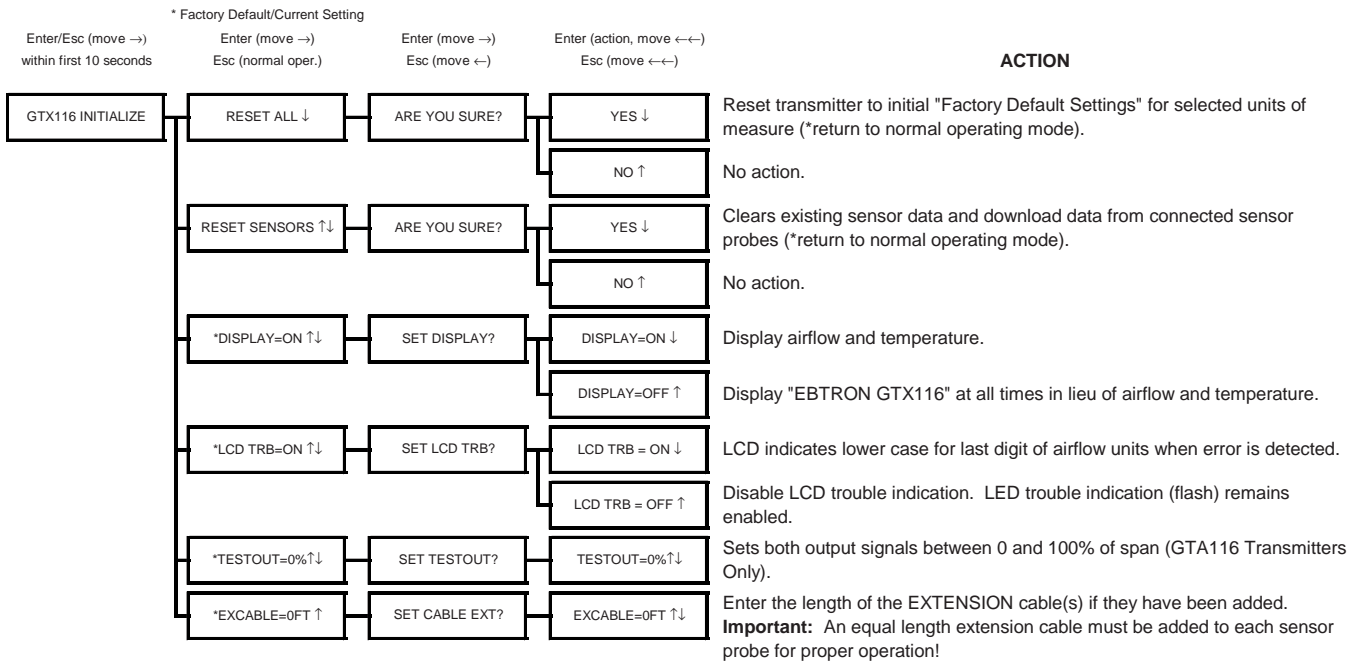 * Factory Default/Current Setting
Enter/Esc (move →)
within first 10 seconds
Enter (move →)
Esc (normal oper.)
Enter (move →)
Esc (move ←)
Enter (action, move ←←)
Esc (move ←←)
ACTION
GTX116 INITIALIZE
RESET ALL ↓
ARE YOU SURE?
YES ↓
Reset transmitter to initial "Factory Default Settings" for selected units of
measure (*return to normal operating mode).
NO ↑
No action.
RESET SENSORS ↑↓
ARE YOU SURE?
YES ↓
Clears existing sensor data and download data from connected sensor
probes (*return to normal operating mode).
NO ↑
No action.
*DISPLAY=ON ↑↓
SET DISPLAY?
DISPLAY=ON ↓
Display airflow and temperature.
DISPLAY=OFF ↑
Display "EBTRON GTX116" at all times in lieu of airflow and temperature.
*LCD TRB=ON ↑↓
SET LCD TRB?
LCD TRB = ON ↓
LCD indicates lower case for last digit of airflow units when error is detected.
LCD TRB = OFF ↑
Disable LCD trouble indication. LED trouble indication (flash) remains
enabled.
*TESTOUT=0%↑↓
SET TESTOUT?
TESTOUT=0%↑↓
Sets both output signals between 0 and 100% of span (GTA116 Transmitters
Only).
*EXCABLE=0FT ↑
SET CABLE EXT?
EXCABLE=0FT ↑↓
Enter the length of the EXTENSION cable(s) if they have been added.
Important: An equal length extension cable must be added to each sensor
probe for proper operation!